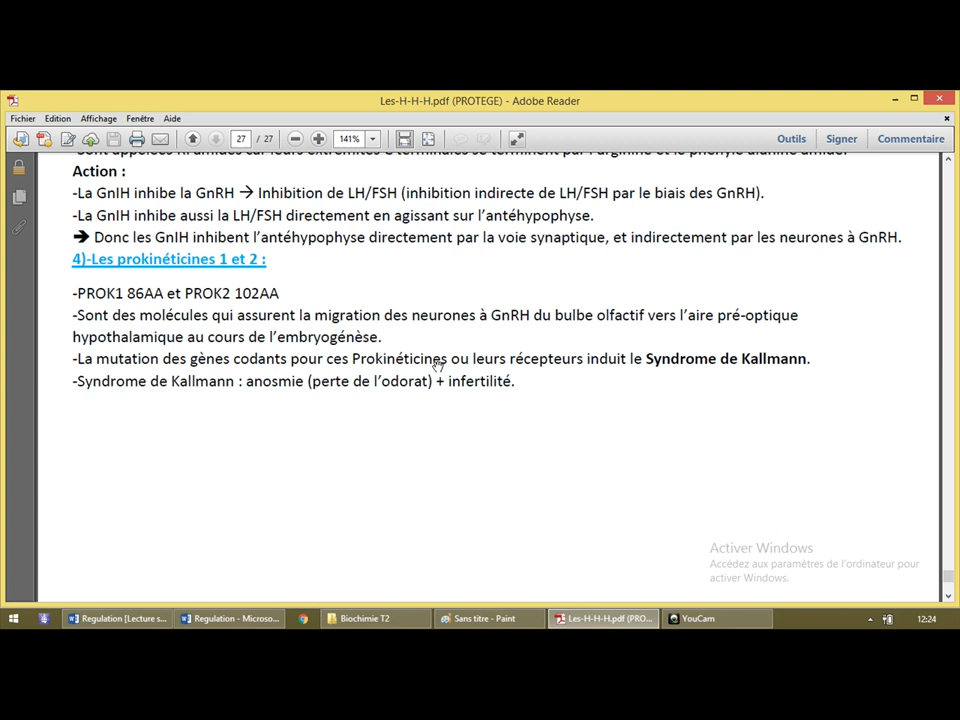 Les-H-H-H.pdf (PROTEGE) - Adobe Reader
Fichier Edition Affichage Fenêtre Aide
27 / 27 141% Outils Signer Commentaire
Action :
-La GnIH inhibe la GnRH → Inhibition de LH/FSH (inhibition indirecte de LH/FSH par le biais des GnRH).
-La GnIH inhibe aussi la LH/FSH directement en agissant sur l’antéhypophyse.
➔ Donc les GnIH inhibent l’antéhypophyse directement par la voie synaptique, et indirectement par les neurones à GnRH.
4)-Les prokinéticines 1 et 2 :
-PROK1 86AA et PROK2 102AA
-Sont des molécules qui assurent la migration des neurones à GnRH du bulbe olfactif vers l’aire pré-optique
hypothalamique au cours de l’embryogénèse.
-La mutation des gènes codants pour ces Prokinéticines ou leurs récepteurs induit le Syndrome de Kallmann.
-Syndrome de Kallmann : anosmie (perte de l’odorat) + infertilité.
Activer Windows
Accédez aux paramètres de l'ordinateur pour
activer Windows.
Regulation [Lecture s... Regulation - Microso... Biochimie T2 Sans titre - Paint Les-H-H-H.pdf (PRO... YouCam 12:24